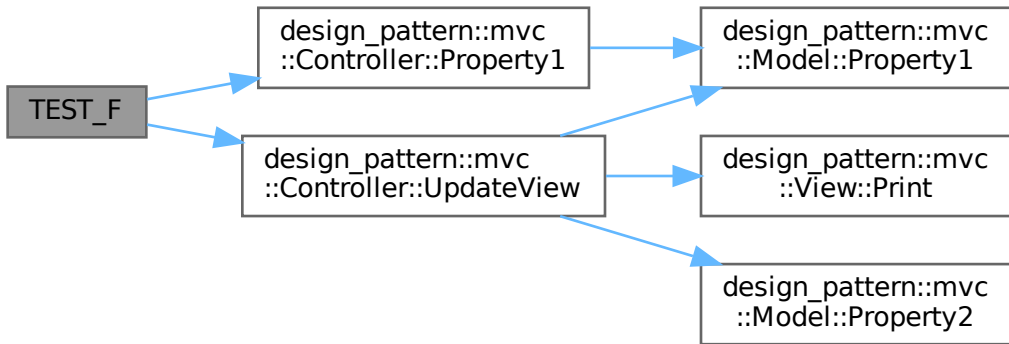 TEST_F
design_pattern::mvc
::Controller::Property1
design_pattern::mvc
::Controller::UpdateView
design_pattern::mvc
::Model::Property1
design_pattern::mvc
::View::Print
design_pattern::mvc
::Model::Property2